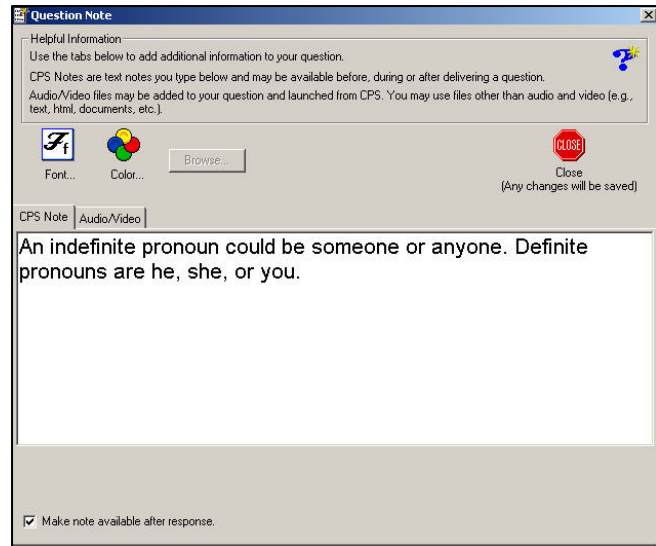 Question Note
Helpful Information
Use the tabs below to add additional information to your question.
CPS Notes are text notes you type below and may be available before, during or after delivering a question.
Audio/Video files may be added to your question and launched from CPS. You may use files other than audio and video (e.g.,
text, html, documents, etc.).
Font...
Color...
Browse...
CLOSE
Close
(Any changes will be saved)
CPS Note
Audio/Video
An indefinite pronoun could be someone or anyone. Definite
pronouns are he, she, or you.
Make note available after response.